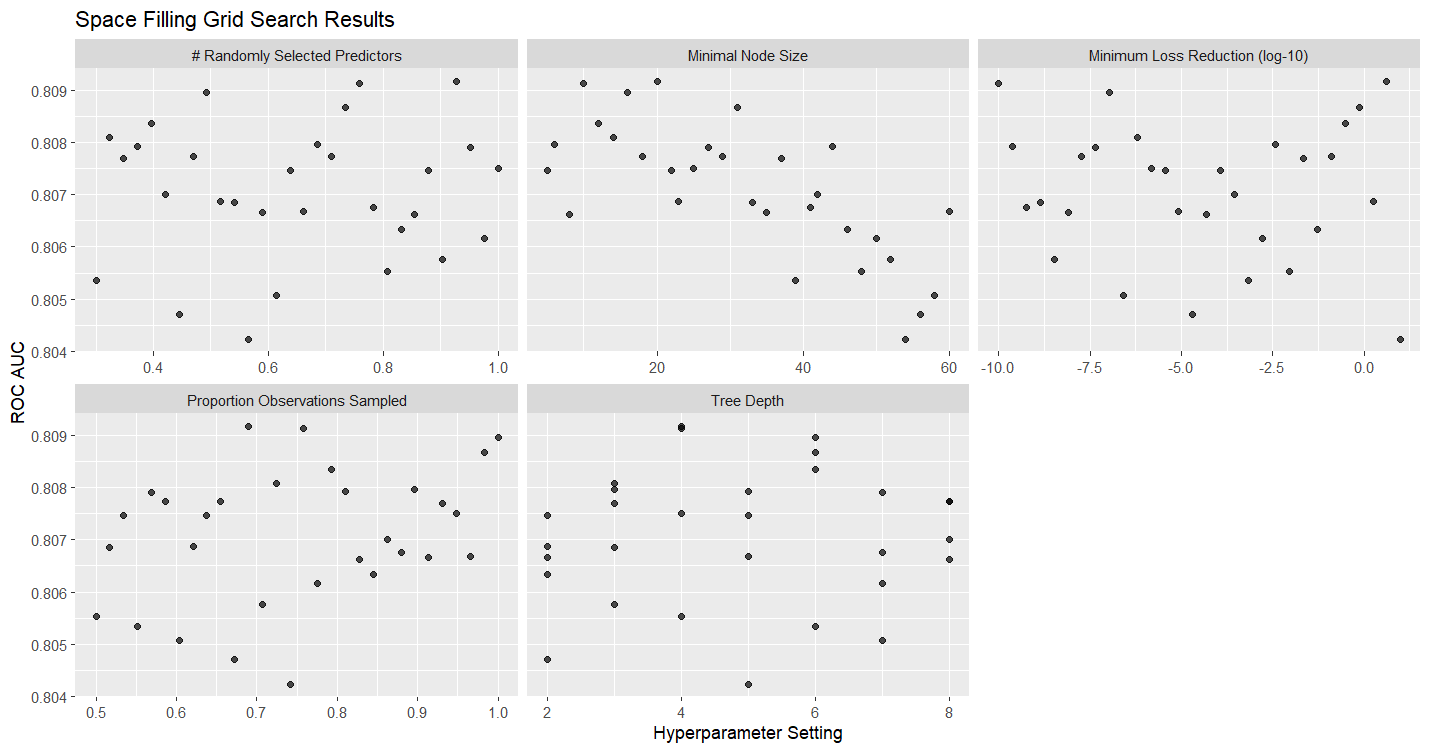 Space Filling Grid Search Results
# Randomly Selected Predictors
Minimal Node Size
Minimum Loss Reduction (log-10)
0.809
0.808
0.807
0.806
0.805
0.804
0.4 0.6 0.8 1.0
20 40 60
-10.0 -7.5 -5.0 -2.5 0.0
ROC AUC
Proportion Observations Sampled
Tree Depth
0.809
0.808
0.807
0.806
0.805
0.804
0.5 0.6 0.7 0.8 0.9 1.0
2 4 6 8
Hyperparameter Setting